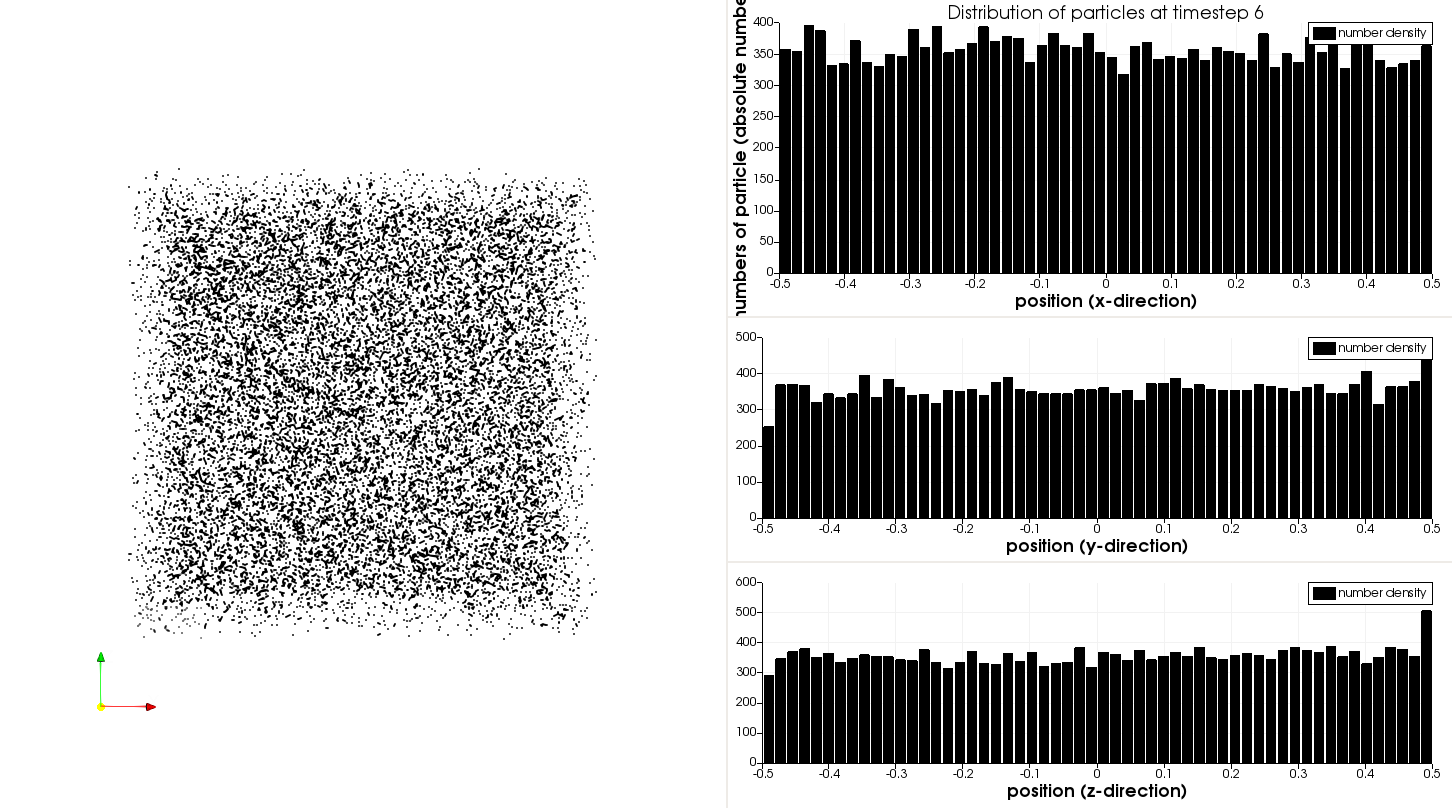 Distribution of particles at timestep 6
number density
numbers of particle (absolute number
400
350
300
250
200
150
100
50
0
-0.5 -0.4 -0.3 -0.2 -0.1 0 0.1 0.2 0.3 0.4 0.5
position (x-direction)
number density
500
400
300
200
100
0
-0.5 -0.4 -0.3 -0.2 -0.1 0 0.1 0.2 0.3 0.4 0.5
position (y-direction)
number density
600
500
400
300
200
100
0
-0.5 -0.4 -0.3 -0.2 -0.1 0 0.1 0.2 0.3 0.4 0.5
position (z-direction)